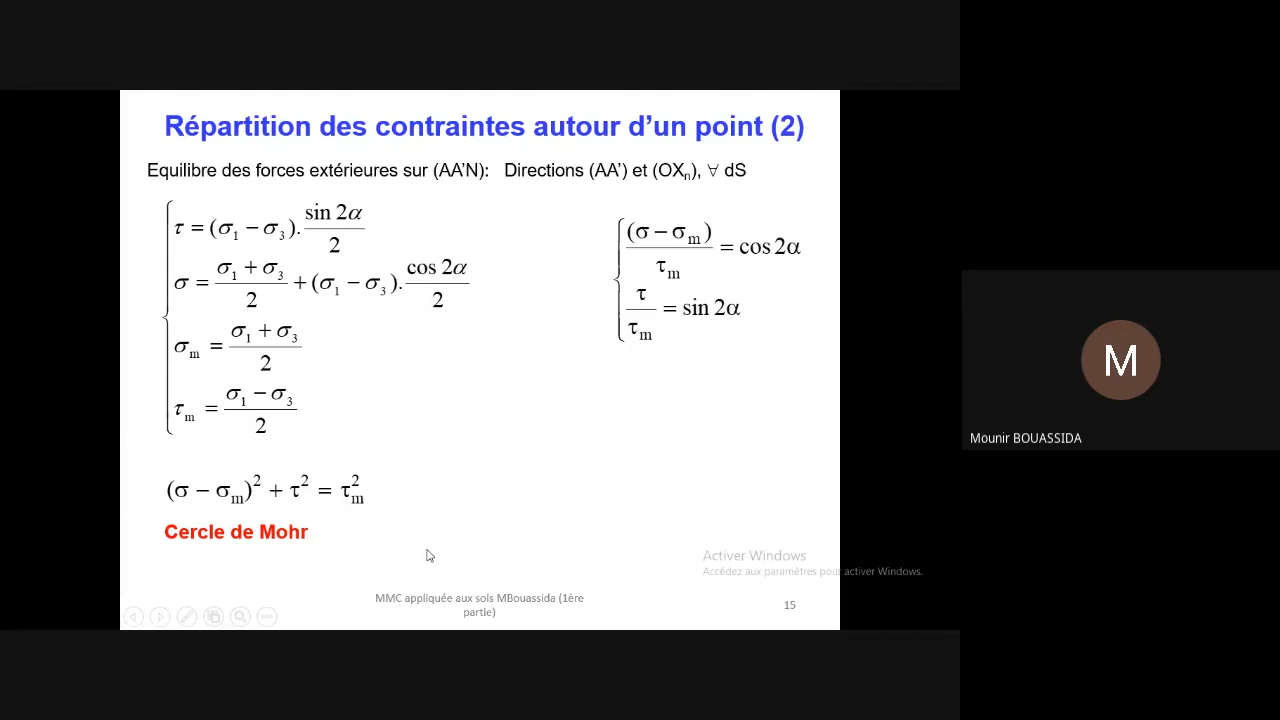 Répartition des contraintes autour d’un point (2)
Equilibre des forces extérieures sur (AA’N): Directions (AA’) et (OXn), ∀ dS
τ = (σ1 − σ3). sin 2α / 2
σ = (σ1 + σ3) / 2 + (σ1 − σ3). cos 2α / 2
σm = (σ1 + σ3) / 2
τm = (σ1 − σ3) / 2
(σ − σm) / τm = cos 2α
τ / τm = sin 2α
(σ − σm)² + τ² = τm²
Cercle de Mohr
M
Mounir BOUASSIDA
Activer Windows
Accédez aux paramètres pour activer Windows.
MMC appliquée aux sols MBouassida (1ère
partie)
15